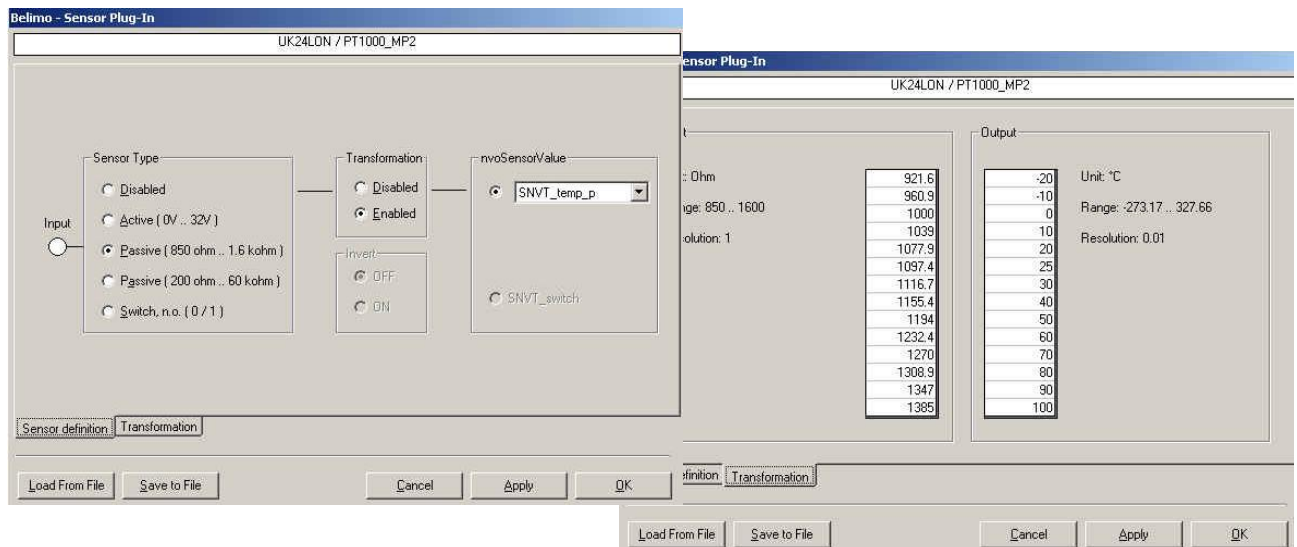 Belimo - Sensor Plug-In
UK24LON / PT1000_MP2
Sensor Type
Disabled
Active ( 0V .. 32V )
Passive ( 850 ohm .. 1.6 kohm )
Passive ( 200 ohm .. 60 kohm )
Switch, n.o. ( 0 / 1 )
Input
Transformation
Disabled
Enabled
Invert
OFF
ON
nvoSensorValue
SNVT_temp_p
SNVT_switch
Sensor definition
Transformation
Load From File
Save to File
Cancel
Apply
OK
ensor Plug-In
UK24LON / PT1000_MP2
t
: Ohm
nge: 850 .. 1600
olution: 1
921.6
960.9
1000
1039
1077.9
1097.4
1116.7
1155.4
1194
1232.4
1270
1308.9
1347
1385
Output
-20
-10
0
10
20
25
30
40
50
60
70
80
90
100
Unit: °C
Range: -273.17 .. 327.66
Resolution: 0.01
efinition
Transformation
Load From File
Save to File
Cancel
Apply
OK